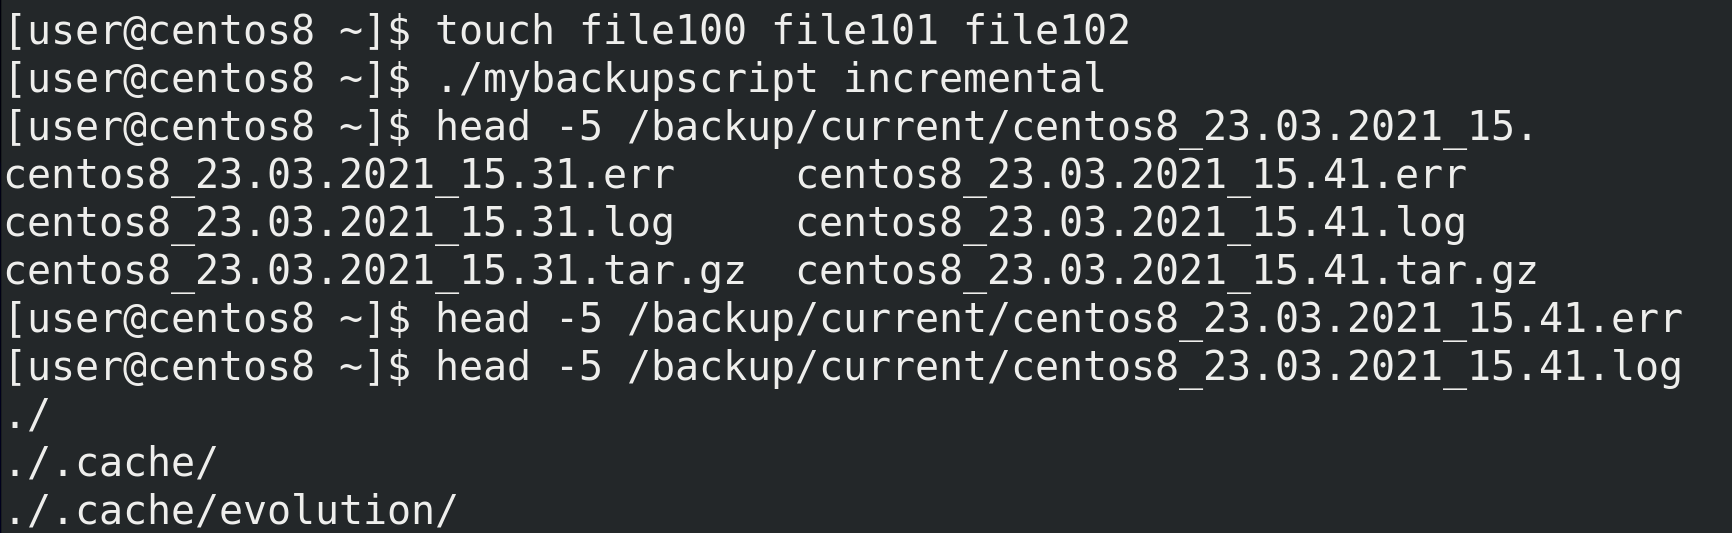 [user@centos8 ~]$ touch file100 file101 file102
[user@centos8 ~]$ ./mybackupscript incremental
[user@centos8 ~]$ head -5 /backup/current/centos8_23.03.2021_15.
centos8_23.03.2021_15.31.err     centos8_23.03.2021_15.41.err
centos8_23.03.2021_15.31.log     centos8_23.03.2021_15.41.log
centos8_23.03.2021_15.31.tar.gz  centos8_23.03.2021_15.41.tar.gz
[user@centos8 ~]$ head -5 /backup/current/centos8_23.03.2021_15.41.err
[user@centos8 ~]$ head -5 /backup/current/centos8_23.03.2021_15.41.log
./
./.cache/
./.cache/evolution/